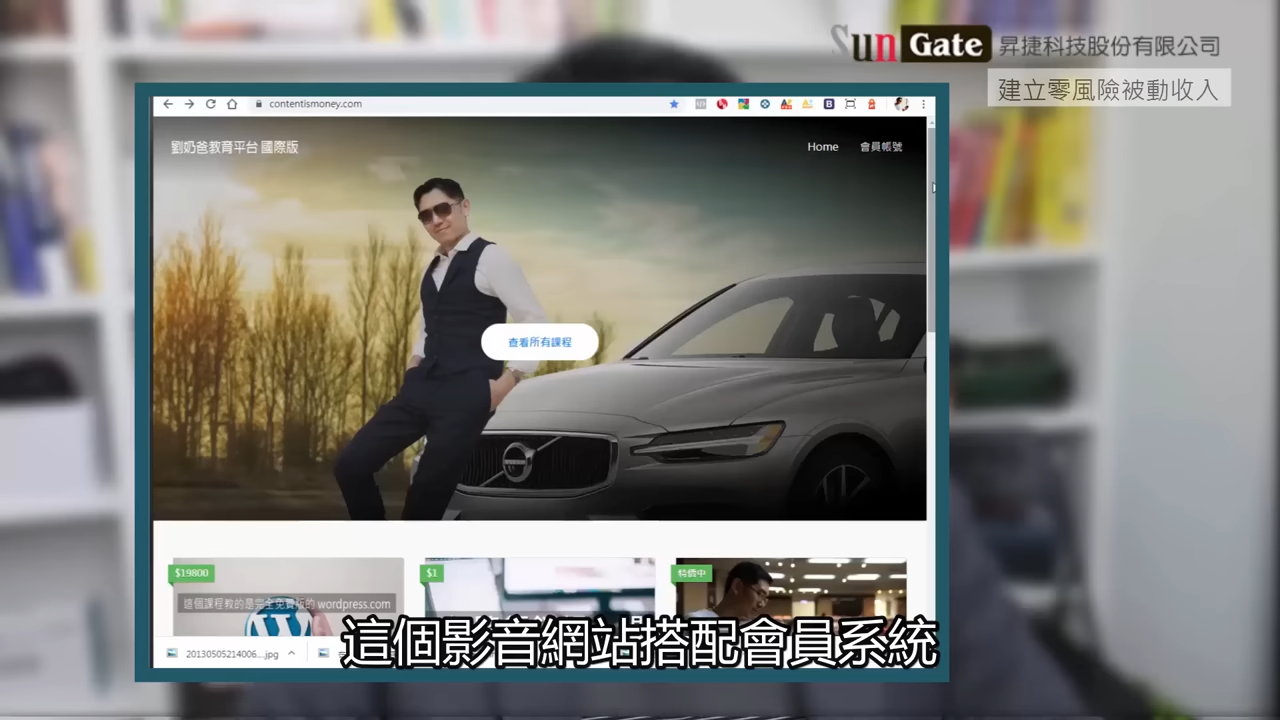 Sun Gate 昇捷科技股份有限公司
建立零風險被動收入
contentismoney.com
劉奶爸教育平台 國際版
Home 會員帳號
查看所有課程
$19800
$1
特價中
這個課程教的是完全免費版的 wordpress.com
這個影音網站搭配會員系統
20130505214006....jpg